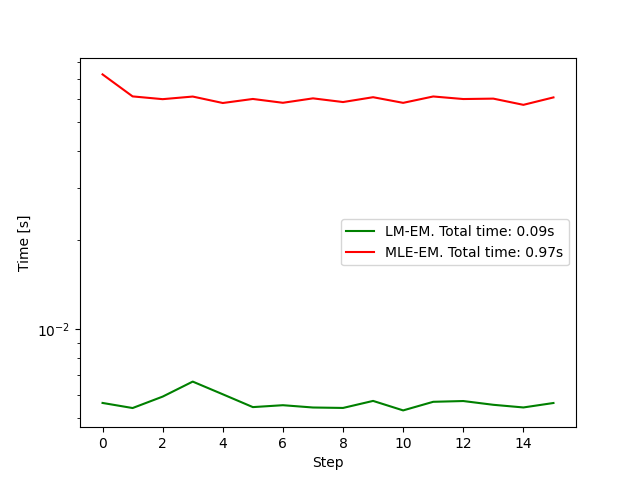 Time [s]
10⁻²
LM-EM. Total time: 0.09s
MLE-EM. Total time: 0.97s
0 2 4 6 8 10 12 14
Step